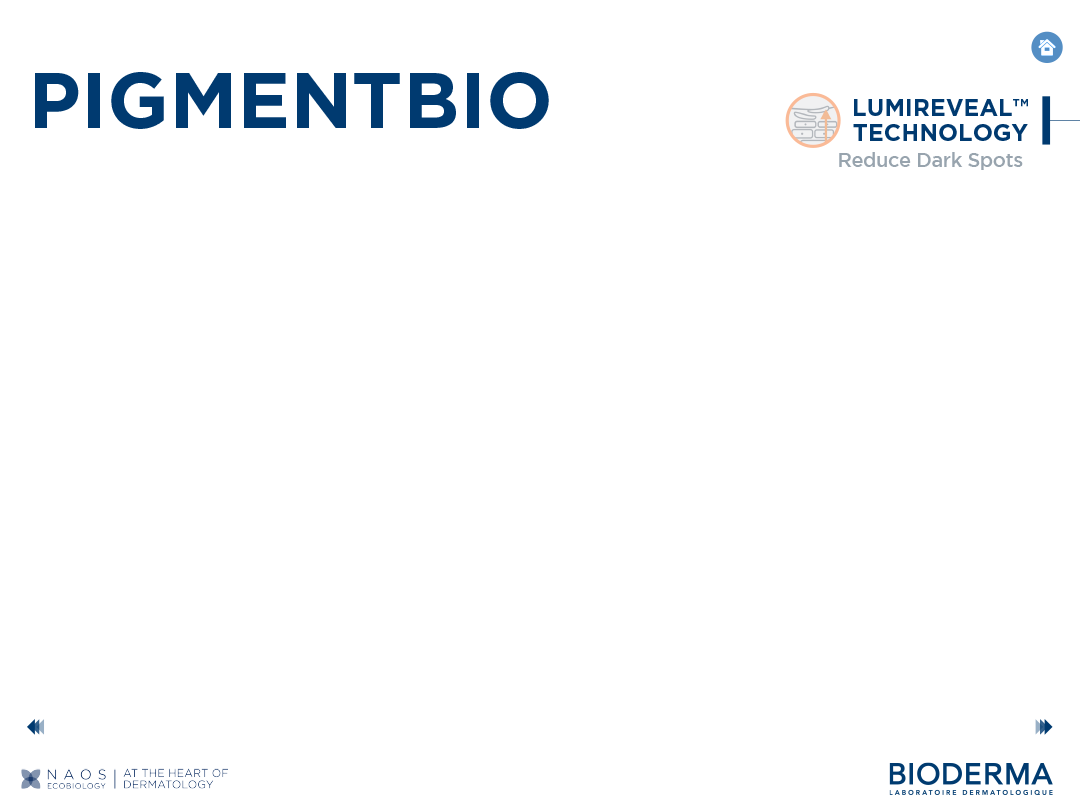 PIGMENTBIO
LUMIREVEAL™
TECHNOLOGY
Reduce Dark Spots
NAOS
ECOBIOLOGY
AT THE HEART OF
DERMATOLOGY
BIODERMA
LABORATOIRE DERMATOLOGIQUE